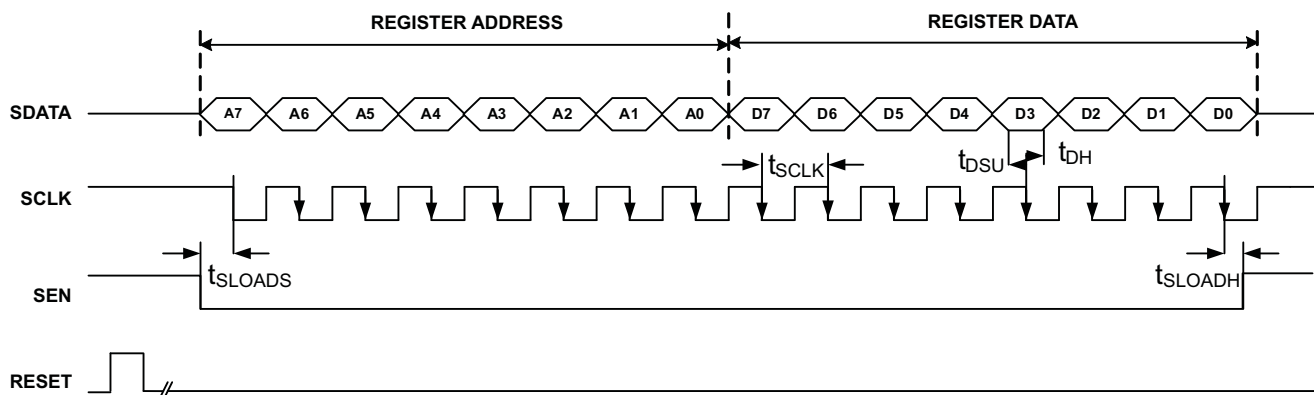 REGISTER ADDRESS REGISTER DATA
SDATA A7 A6 A5 A4 A3 A2 A1 A0 D7 D6 D5 D4 D3 D2 D1 D0
tSCLK tDSU tDH
SCLK
tSLOADS tSLOADH
SEN
RESET